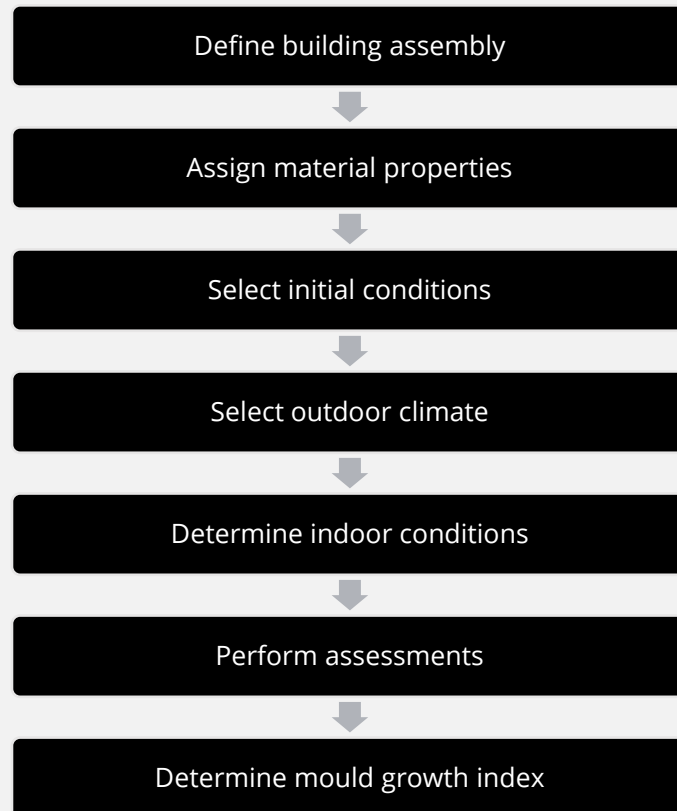 Define building assembly
Assign material properties
Select initial conditions
Select outdoor climate
Determine indoor conditions
Perform assessments
Determine mould growth index